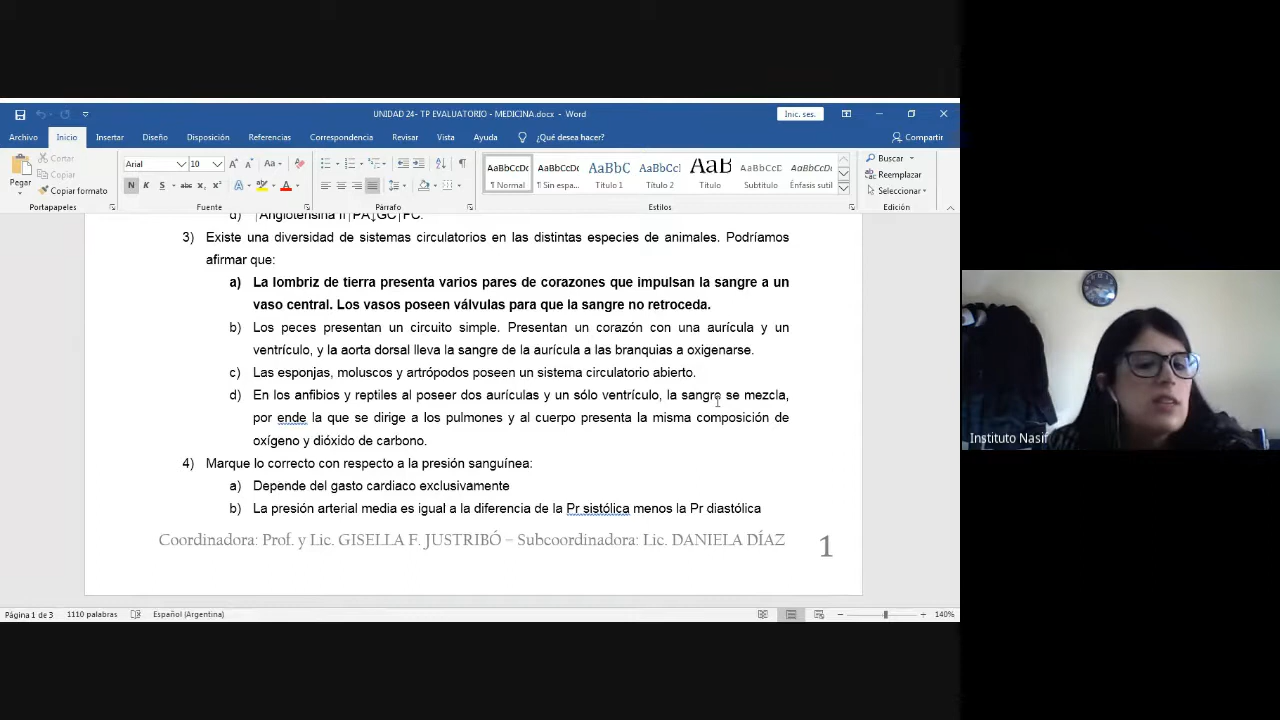 UNIDAD 24- TP EVALUATORIO - MEDICINA.docx - Word
Inic. ses.
Archivo Inicio Insertar Diseño Disposición Referencias Correspondencia Revisar Vista Ayuda ¿Qué desea hacer? Compartir
Pegar
Cortar
Copiar
Copiar formato
Arial 10
N K S abc x₂ x²
AaBbCcDc AaBbCcDc AaBbC AaBbCcI AaB AaBbCcD AaBbCcDc
¶ Normal ¶ Sin espa... Título 1 Título 2 Título Subtítulo Énfasis sutil
Buscar
Reemplazar
Seleccionar
Portapapeles Fuente Párrafo Estilos Edición
d) ↑Angiotensina II↑PA↓GC↑FC.
3) Existe una diversidad de sistemas circulatorios en las distintas especies de animales. Podríamos
afirmar que:
a) La lombriz de tierra presenta varios pares de corazones que impulsan la sangre a un
vaso central. Los vasos poseen válvulas para que la sangre no retroceda.
b) Los peces presentan un circuito simple. Presentan un corazón con una aurícula y un
ventrículo, y la aorta dorsal lleva la sangre de la aurícula a las branquias a oxigenarse.
c) Las esponjas, moluscos y artrópodos poseen un sistema circulatorio abierto.
d) En los anfibios y reptiles al poseer dos aurículas y un sólo ventrículo, la sangre se mezcla,
por ende la que se dirige a los pulmones y al cuerpo presenta la misma composición de
oxígeno y dióxido de carbono.
4) Marque lo correcto con respecto a la presión sanguínea:
a) Depende del gasto cardiaco exclusivamente
b) La presión arterial media es igual a la diferencia de la Pr sistólica menos la Pr diastólica
Coordinadora: Prof. y Lic. GISELLA F. JUSTRIBÓ – Subcoordinadora: Lic. DANIELA DÍAZ 1
Página 1 de 3 1110 palabras Español (Argentina) 140%
Instituto Nasif